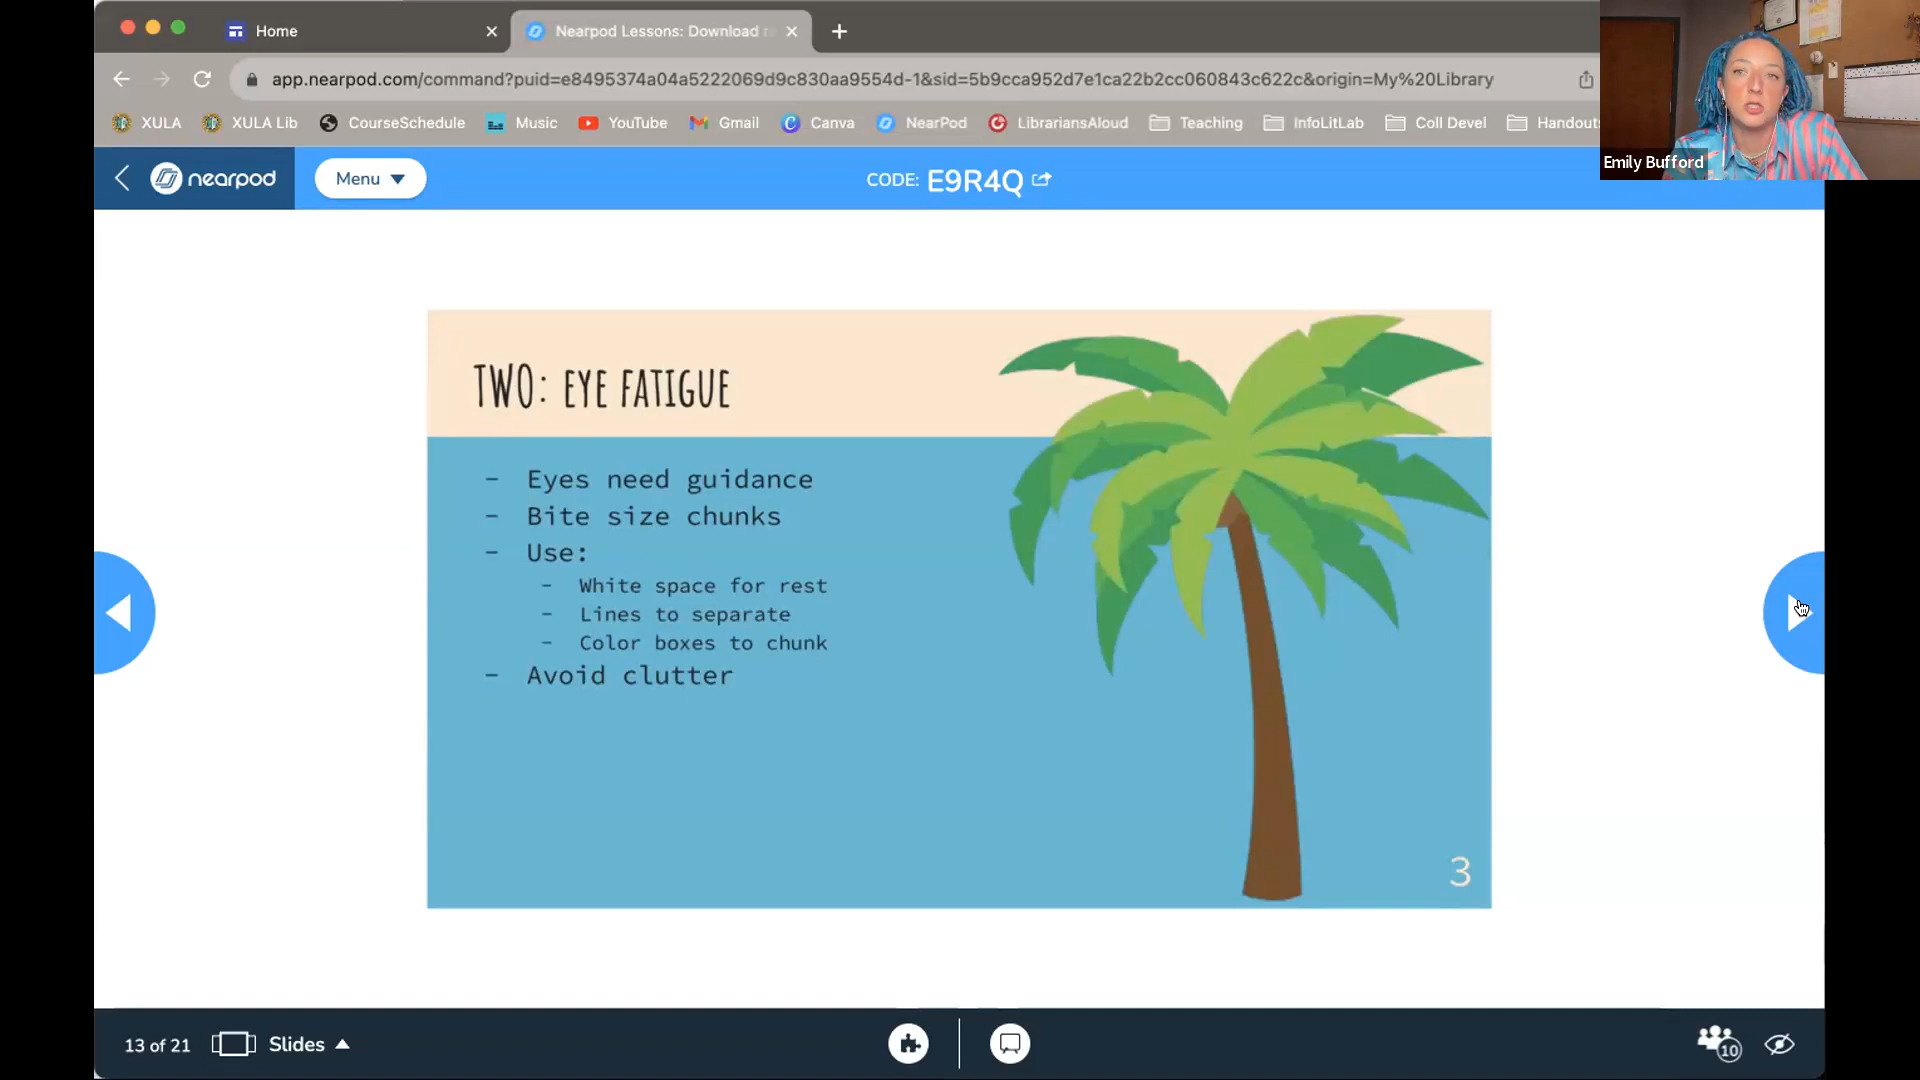 Home
Nearpod Lessons: Download r
app.nearpod.com/command?puid=e8495374a04a5222069d9c830aa9554d-1&sid=5b9cca952d7e1ca22b2cc060843c622c&origin=My%20Library
XULA XULA Lib CourseSchedule Music YouTube Gmail Canva NearPod LibrariansAloud Teaching InfoLitLab Coll Devel Handouts
Emily Bufford
nearpod Menu CODE: E9R4Q
TWO: EYE FATIGUE
- Eyes need guidance
- Bite size chunks
- Use:
- White space for rest
- Lines to separate
- Color boxes to chunk
- Avoid clutter
3
13 of 21 Slides 10